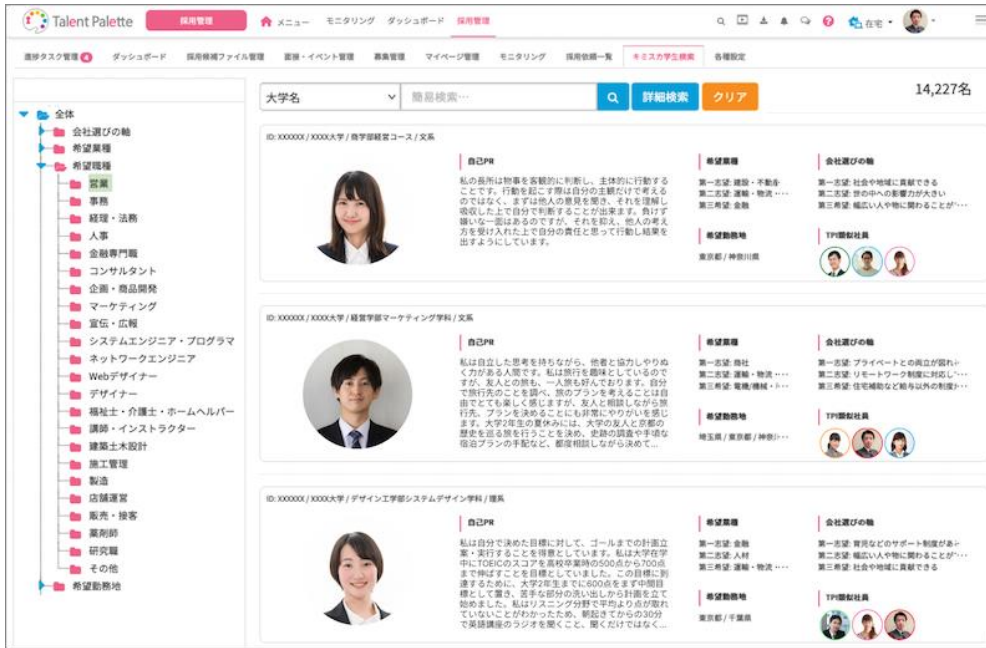 Talent Palette
採用管理
メニュー モニタリング ダッシュボード 採用管理
在宅
進捗タスク管理 4 ダッシュボード 採用候補ファイル管理 面接・イベント管理 募集管理 マイページ管理 モニタリング 採用依頼一覧 キミスカ学生検索 各種設定
大学名 簡易検索… 詳細検索 クリア
14,227名
全体
会社選びの軸
希望業種
希望職種
営業
事務
経理・法務
人事
金融専門職
コンサルタント
企画・商品開発
マーケティング
宣伝・広報
システムエンジニア・プログラマ
ネットワークエンジニア
Webデザイナー
デザイナー
福祉士・介護士・ホームヘルパー
講師・インストラクター
建築土木設計
施工管理
製造
店舗運営
販売・接客
薬剤師
研究職
その他
希望勤務地
ID: XXXXXX / XXXX大学 / 商学部経営コース / 文系
自己PR
私の長所は物事を客観的に判断し、主体的に行動する
ことです。行動を起こす際は自分の主観だけで考える
のではなく、まずは他人の意見を聞き、それを理解し
吸収した上で自分で判断することが出来ます。負けず
嫌いな一面はあるのですが、それを抑え、他人の考え
方を受け入れた上で自分の責任と思って行動し結果を
出すようにしています。
希望業種
第一志望: 建設・不動産
第二志望: 運輸・物流・…
第三希望: 金融
会社選びの軸
第一志望: 社会や地域に貢献できる
第二志望: 世の中への影響力が大きい
第三希望: 幅広い人や物に関わることが…
希望勤務地
東京都 / 神奈川県
TPI類似社員
ID: XXXXXX / XXXX大学 / 経営学部マーケティング学科 / 文系
自己PR
私は自立した思考を持ちながら、他者と協力しやりぬ
く力がある人間です。私は旅行を趣味としているので
すが、友人との旅も、一人旅も好んでおります。自分
で旅行先のことを調べ、旅のプランを考えることは自
由でとても楽しく感じますが、友人と相談しながら旅
行先、プランを決めることにも非常にやりがいを感じ
ます。大学2年生の夏休みには、大学の友人と京都の
歴史を巡る旅を行うことを決め、史跡の調査や手頃な
宿泊プランの手配など、都度相談しながら決めて…
希望業種
第一志望: 商社
第二志望: 運輸・物流・…
第三希望: 電機/機械・…
会社選びの軸
第一志望: プライベートとの両立が図れ…
第二志望: リモートワーク制度に対応し…
第三希望: 住宅補助など給与以外の制度…
希望勤務地
埼玉県 / 東京都 / 神奈…
TPI類似社員
ID: XXXXXX / XXXX大学 / デザイン工学部システムデザイン学科 / 理系
自己PR
私は自分で決めた目標に対して、ゴールまでの計画立
案・実行することを得意としています。私は大学在学
中にTOEICのスコアを高校卒業時の500点から700点
まで伸ばすことを目標としていました。この目標に到
達するために、大学2年生までに600点をまず中間目
標として置き、苦手な部分の洗い出しから計画を立て
始めました。私はリスニング分野で平均より点が取れ
ていないことがわかったため、朝起きてからの30分
で英語講座のラジオを聞くこと、聞くだけではなく…
希望業種
第一志望: 金融
第二志望: 人材
第三希望: 運輸・物流・…
会社選びの軸
第一志望: 育児などのサポート制度があ…
第二志望: 幅広い人や物に関わることが…
第三希望: 社会や地域に貢献できる
希望勤務地
東京都 / 千葉県
TPI類似社員